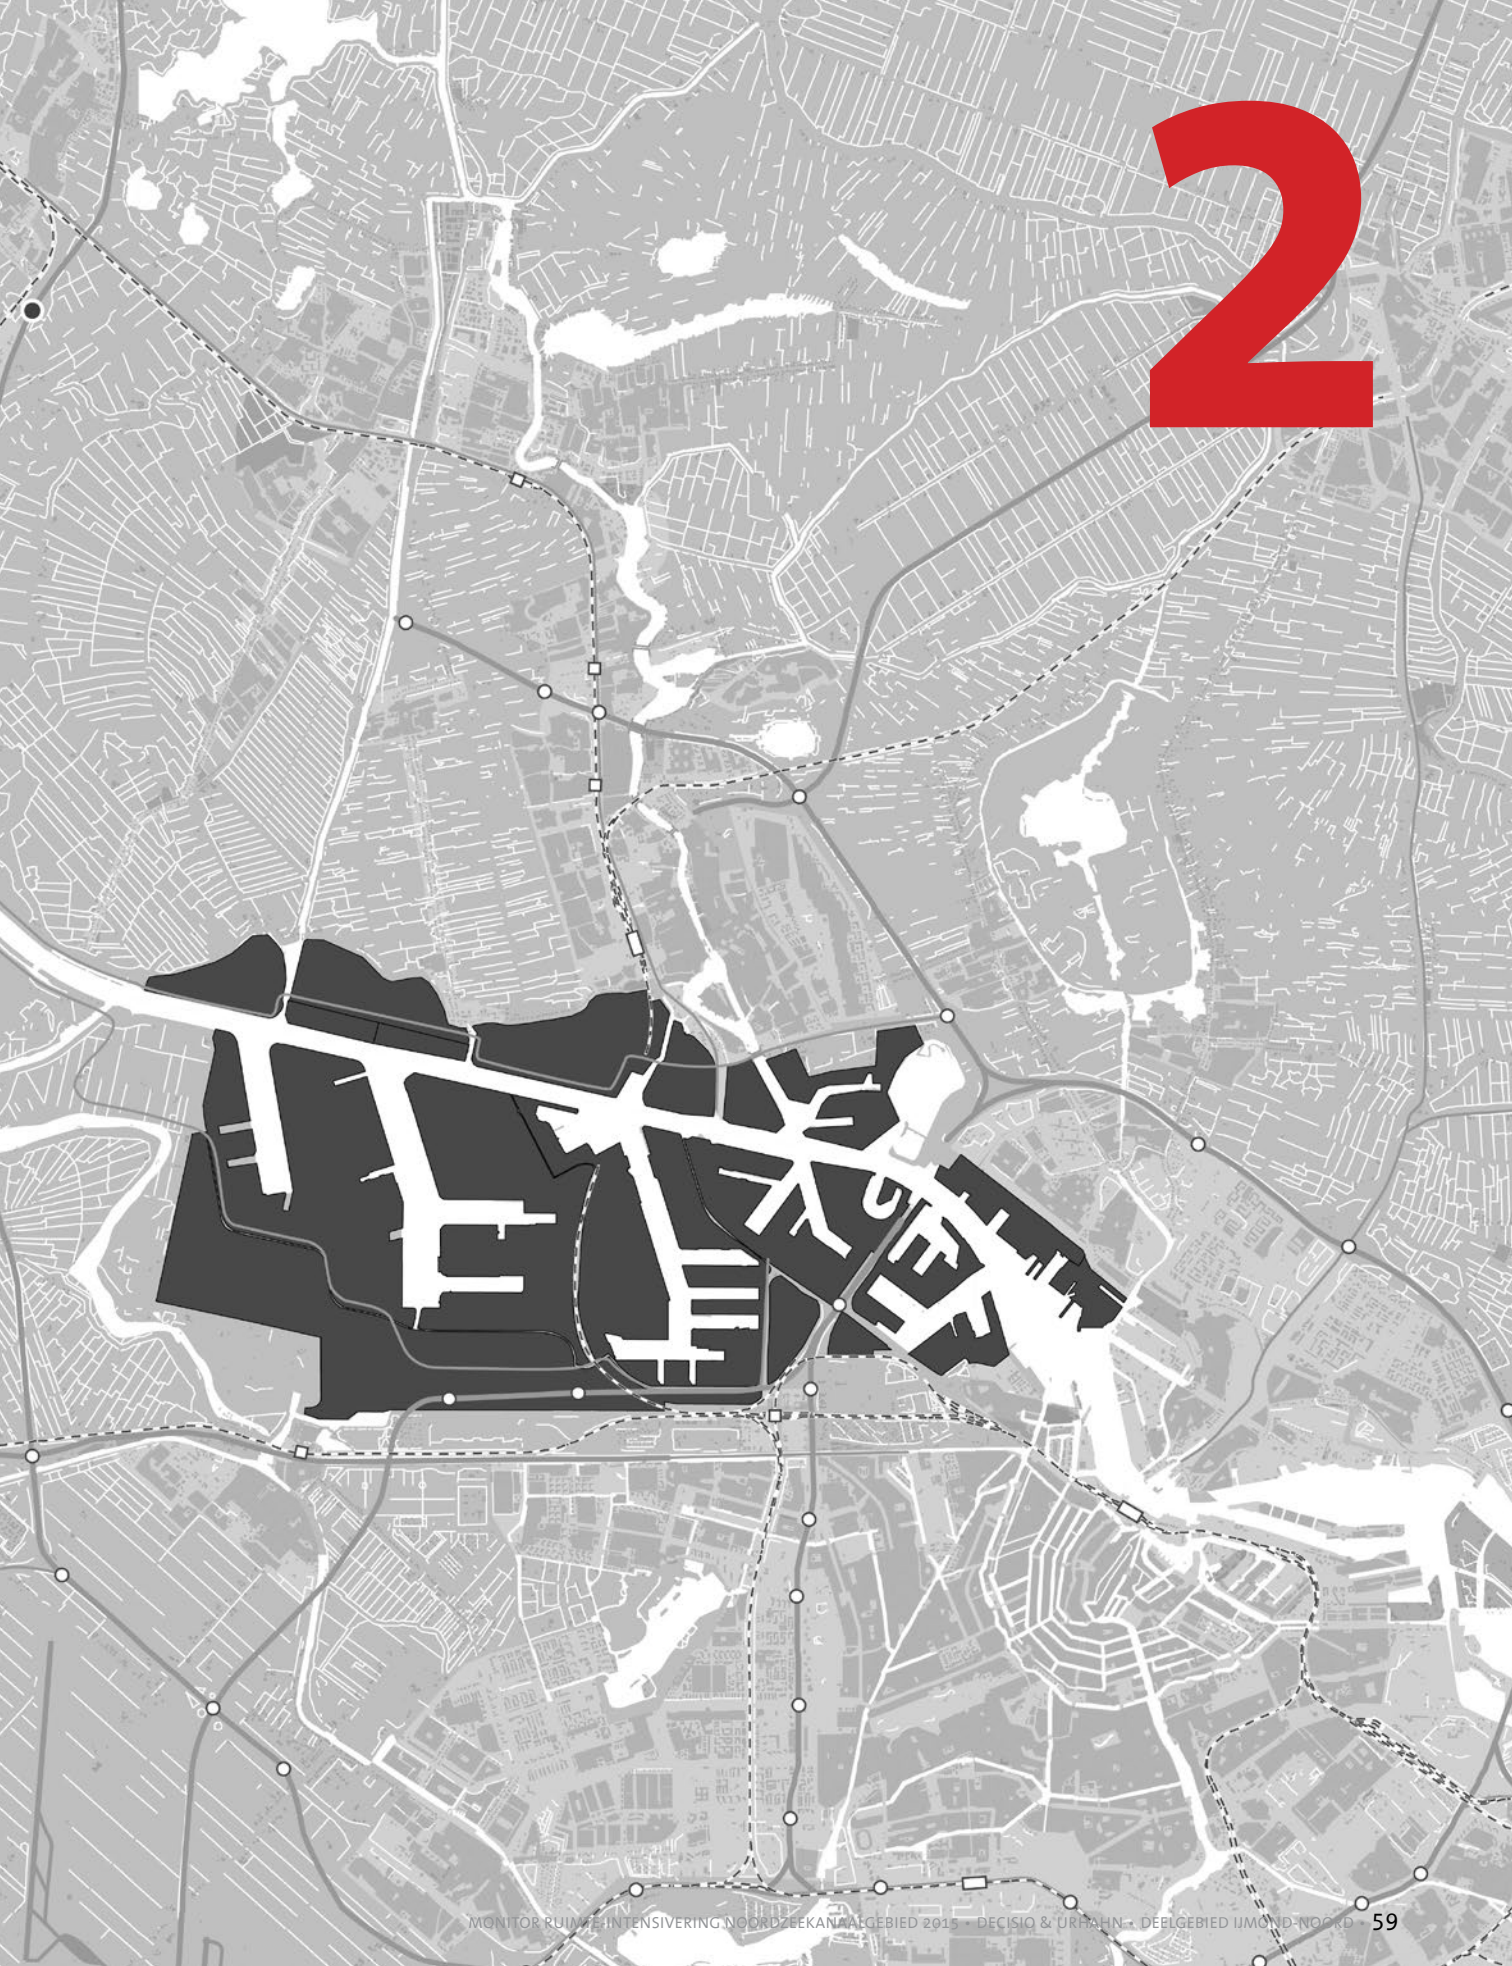 2
MONITOR RUIMTE-INTENSIVERING NOORDZEEKANAALGEBIED 2015 • DECISIO & URHAHN • DEELGEBIED IJMOND-NOORD • 59